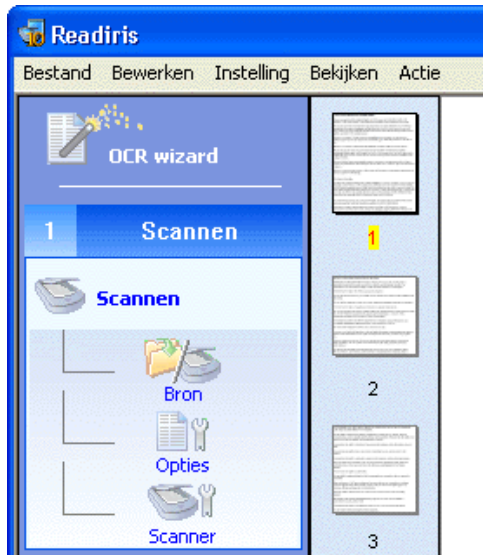 Readiris
Bestand Bewerken Instelling Bekijken Actie
OCR wizard
1 Scannen
Scannen
Bron
Opties
Scanner
1
2
3